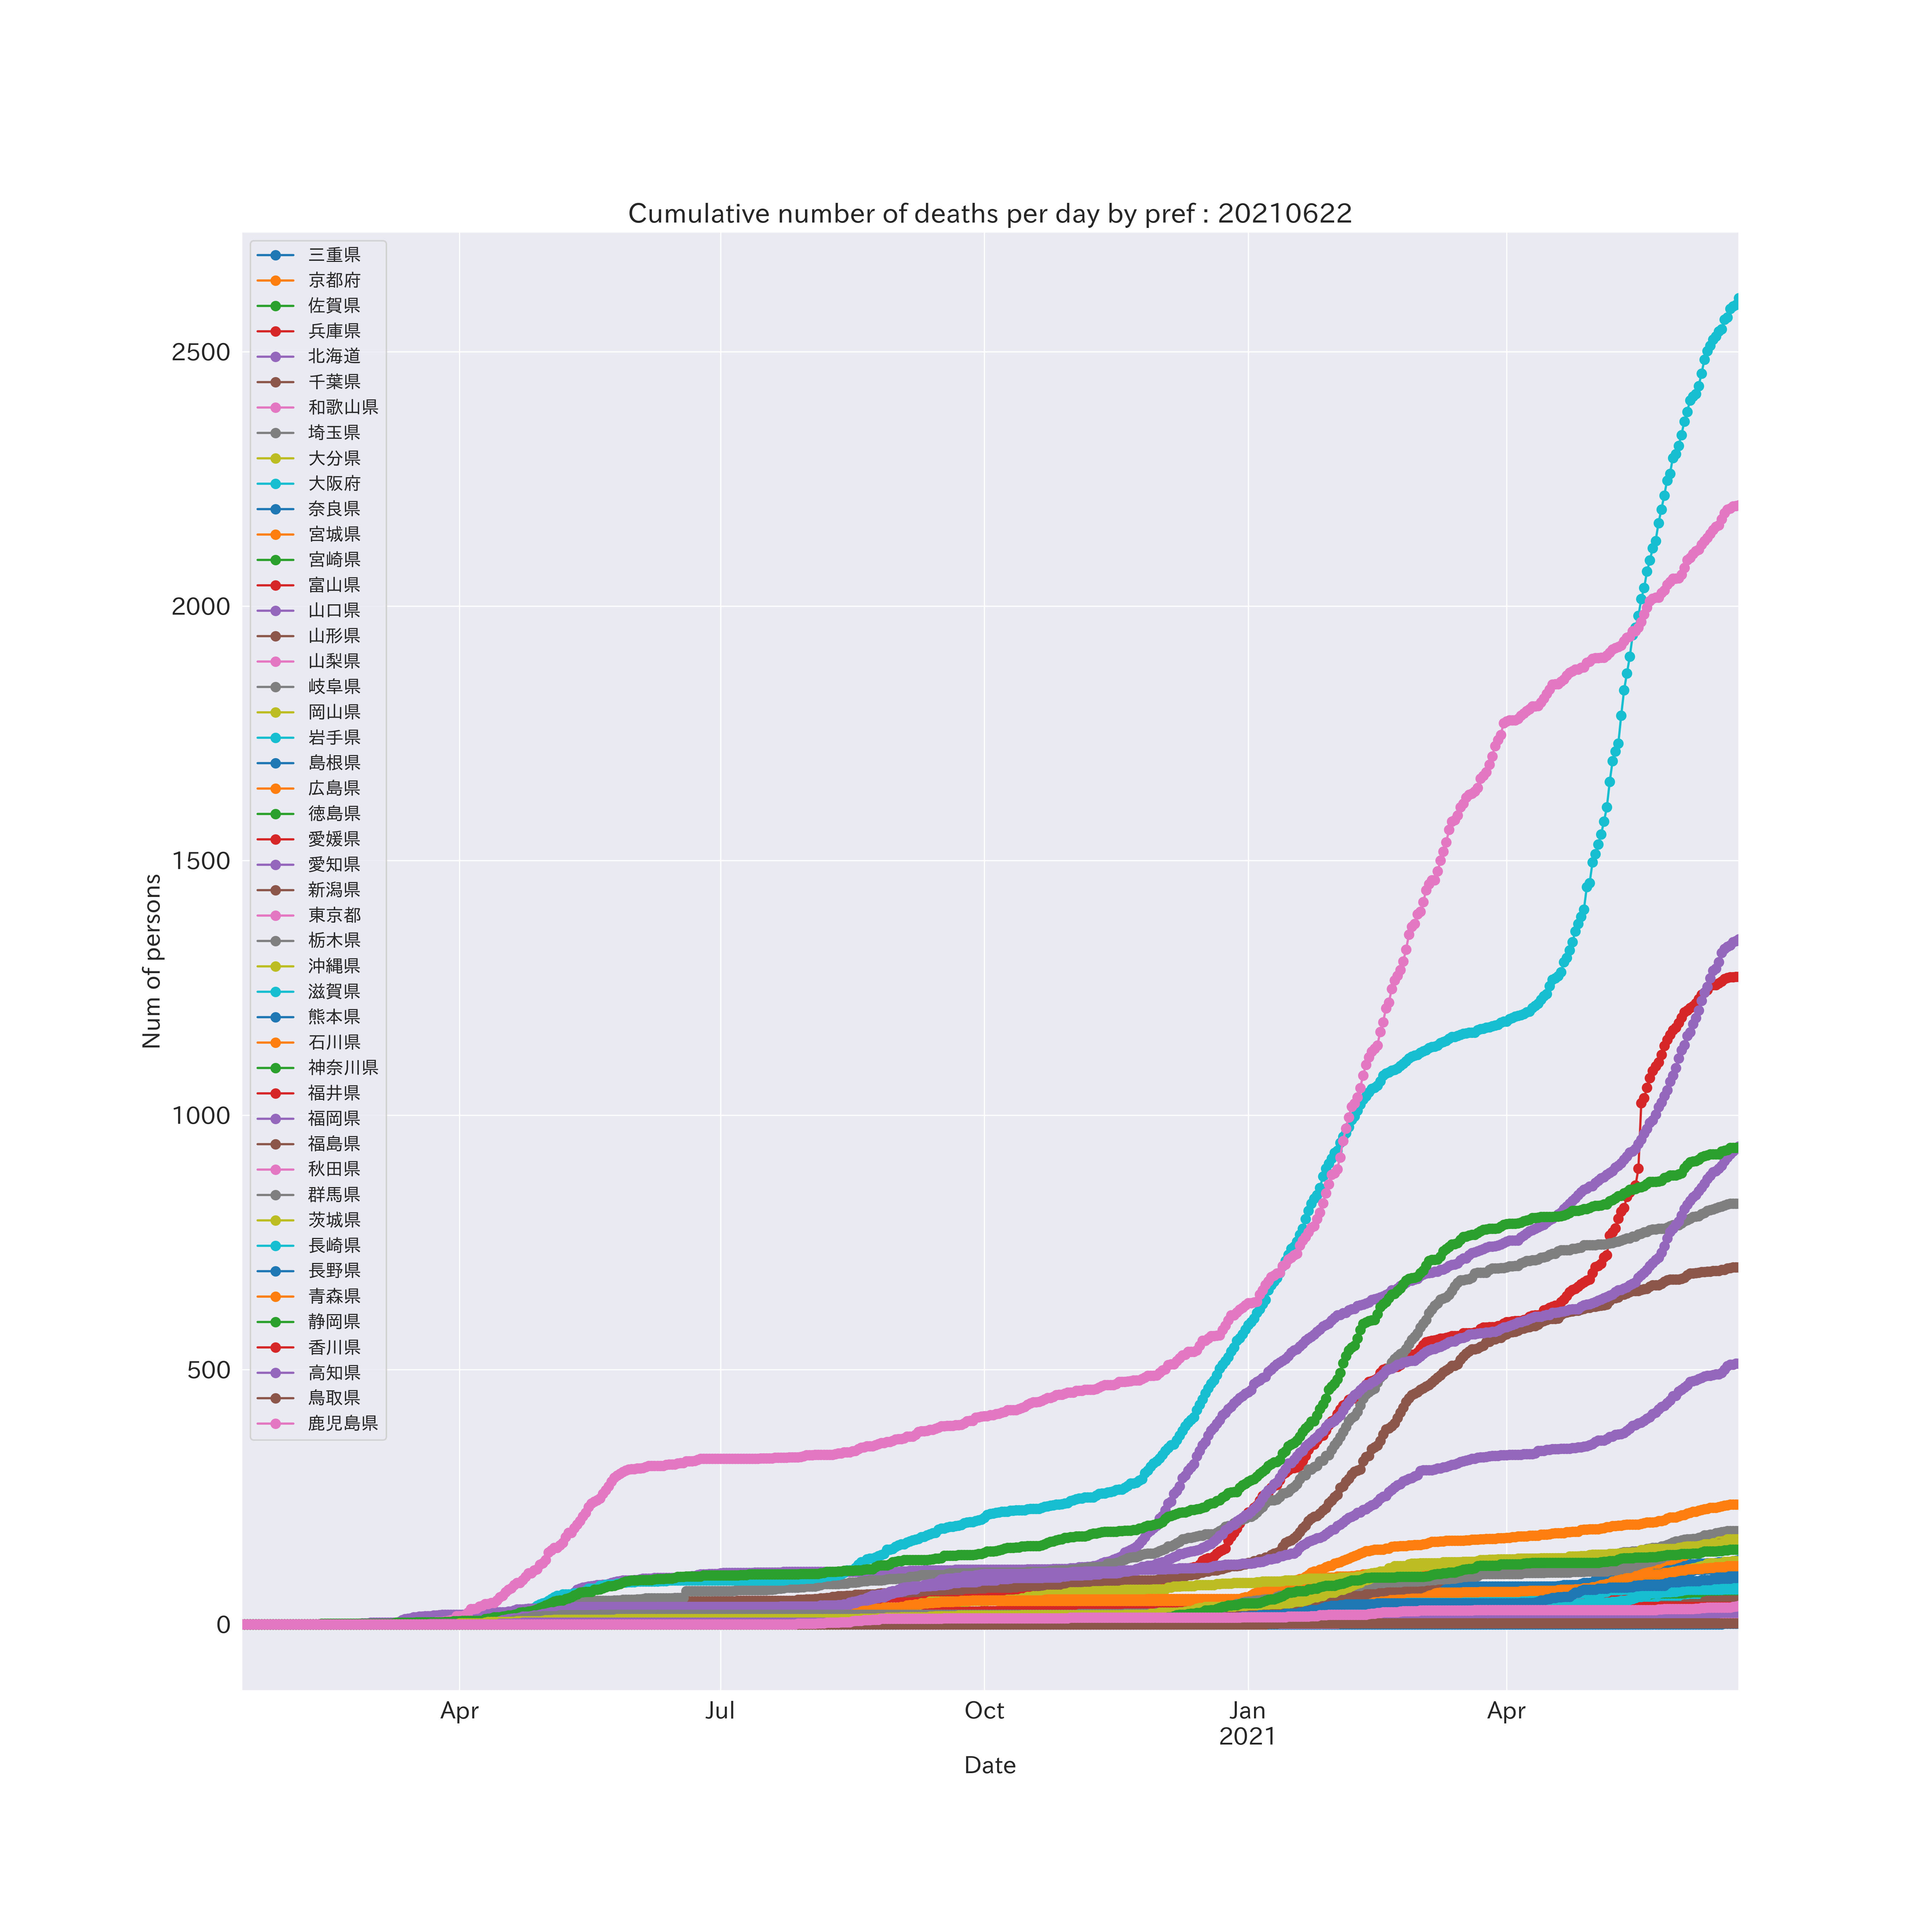 Cumulative number of deaths per day by pref : 20210622
三重県
京都府
佐賀県
兵庫県
北海道
千葉県
和歌山県
埼玉県
大分県
大阪府
奈良県
宮城県
宮崎県
富山県
山口県
山形県
山梨県
岐阜県
岡山県
岩手県
島根県
広島県
徳島県
愛媛県
愛知県
新潟県
東京都
栃木県
沖縄県
滋賀県
熊本県
石川県
神奈川県
福井県
福岡県
福島県
秋田県
群馬県
茨城県
長崎県
長野県
青森県
静岡県
香川県
高知県
鳥取県
鹿児島県
2500
2000
1500
1000
500
0
Num of persons
Apr
Jul
Oct
Jan
2021
Apr
Date